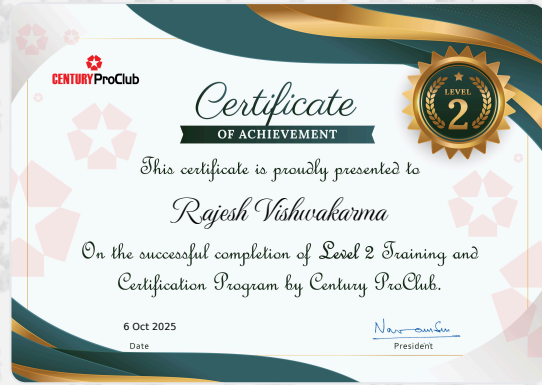 CENTURY ProClub
Certificate
OF ACHIEVEMENT
LEVEL
2
This certificate is proudly presented to
Rajesh Vishwakarma
On the successful completion of Level 2 Training and
Certification Program by Century ProClub.
6 Oct 2025
Date
President